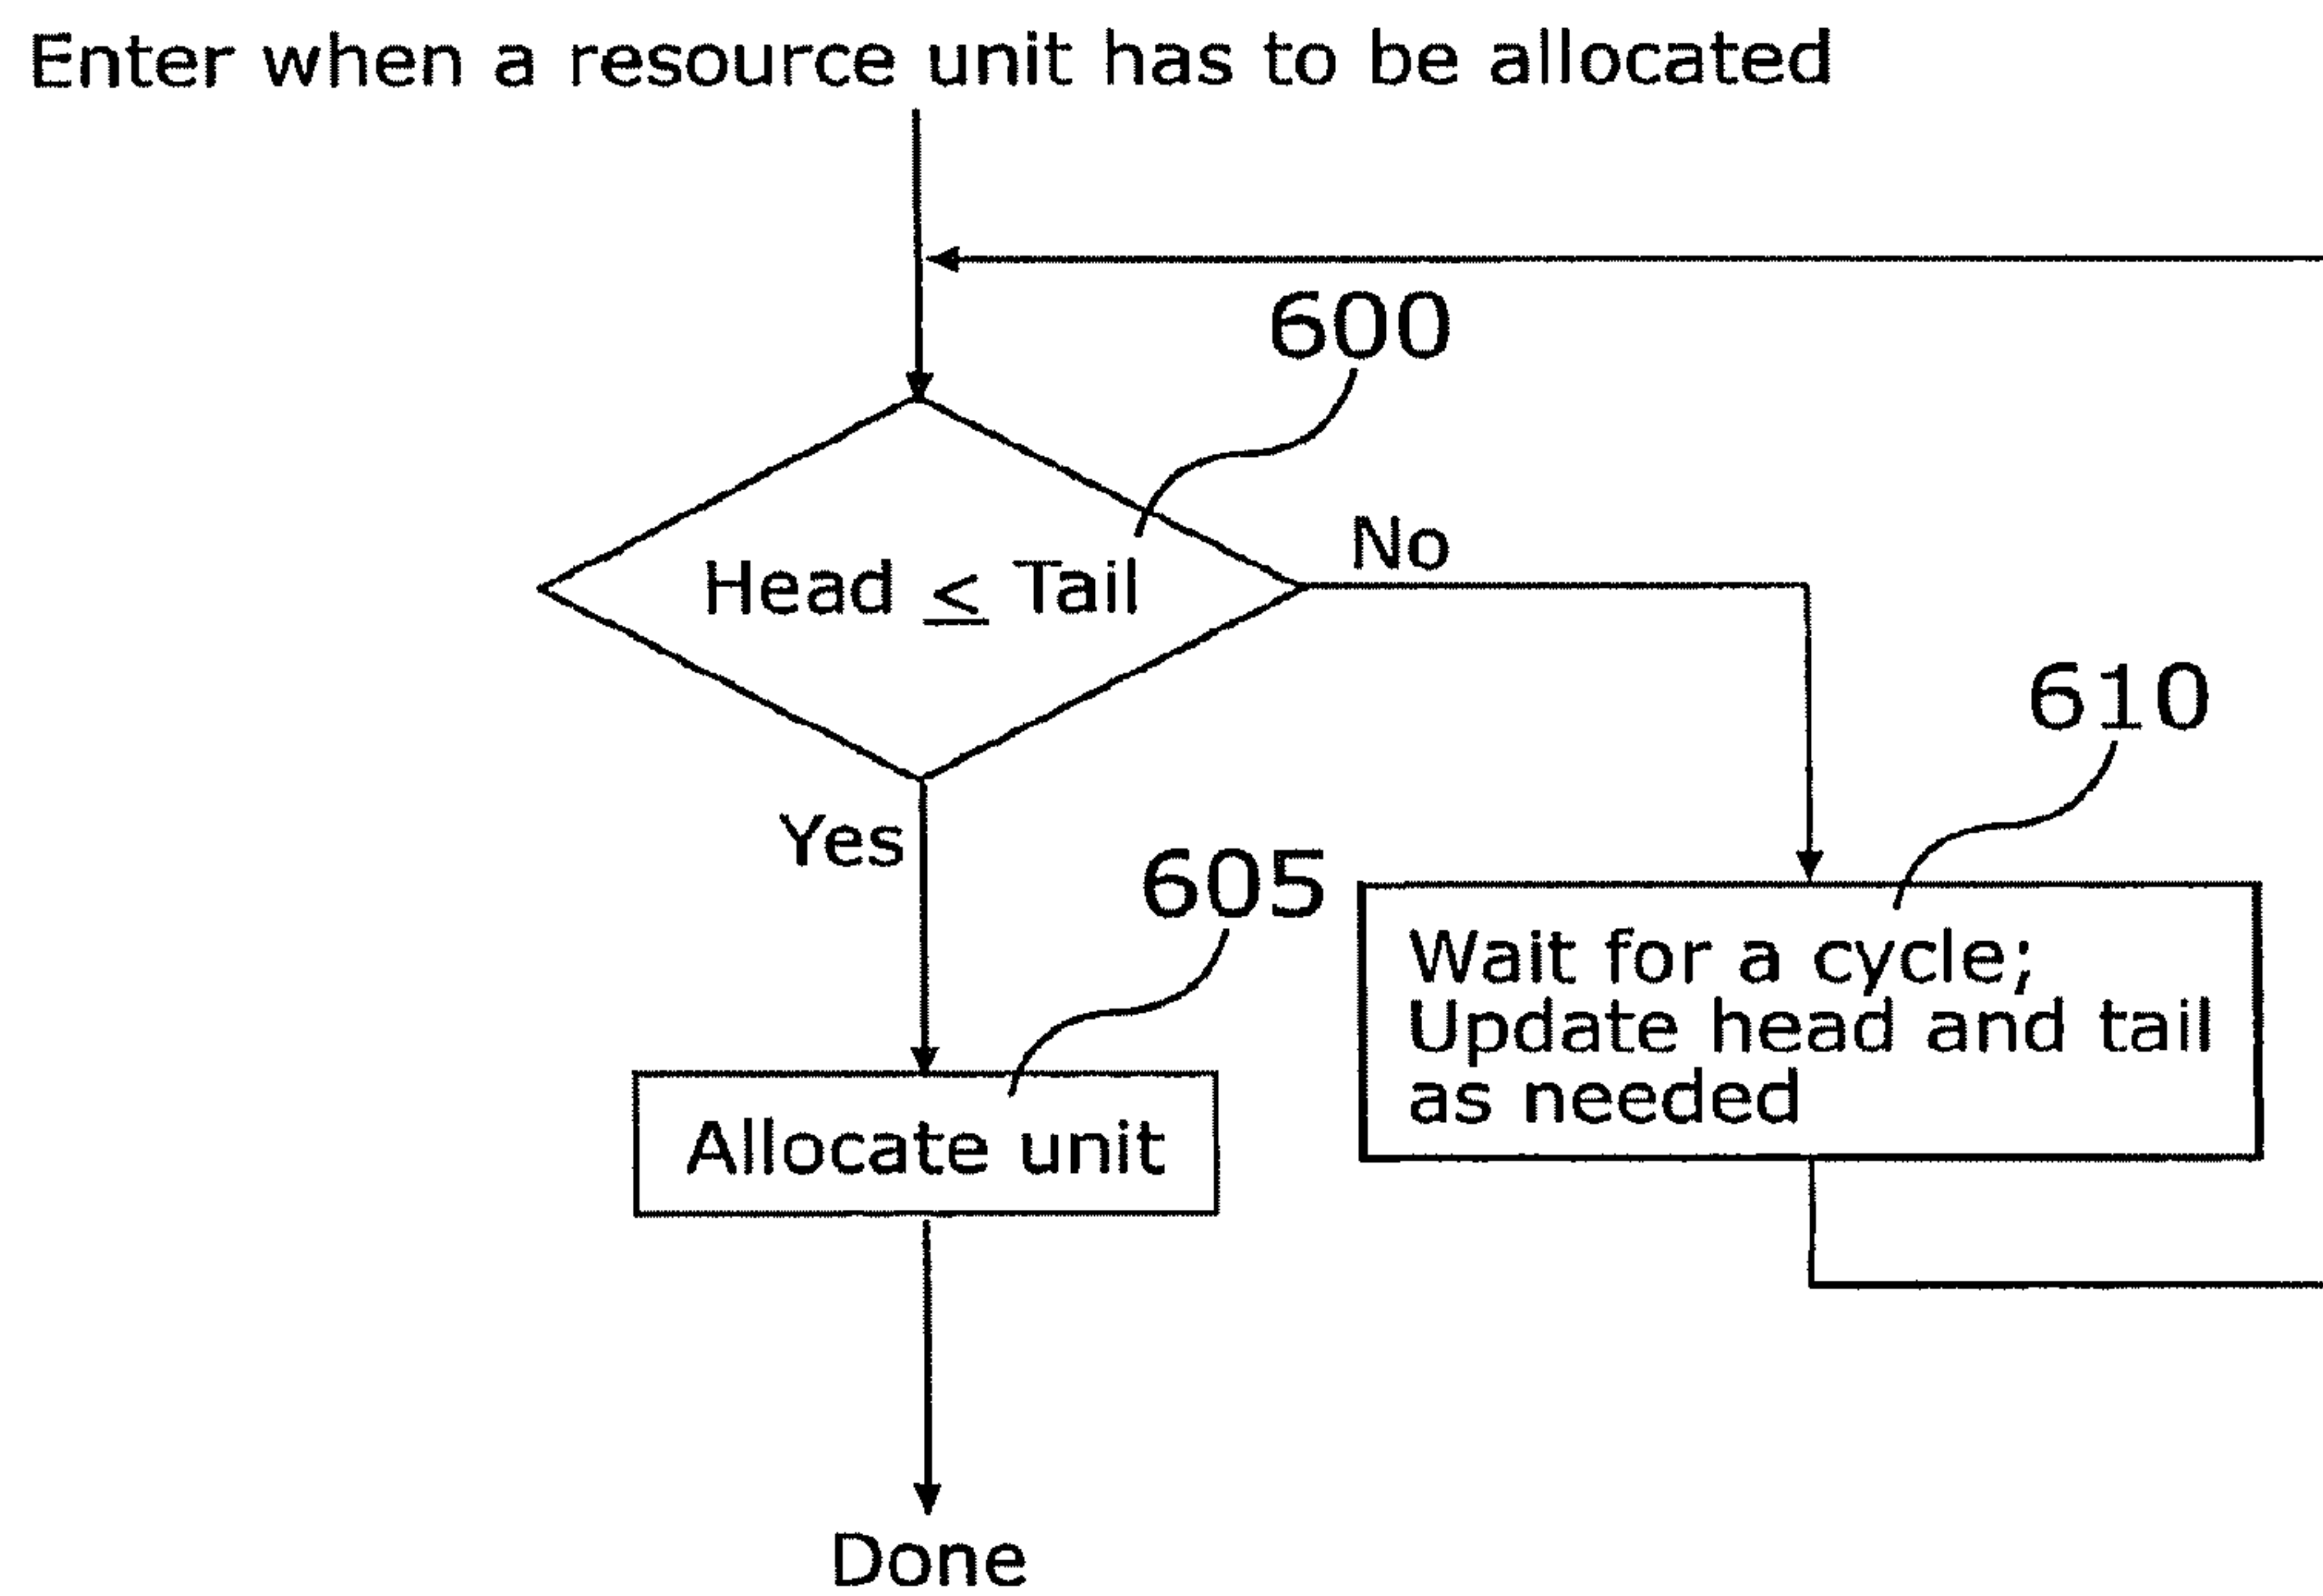 Enter when a resource unit has to be allocated
600
Head ≤ Tail
No
610
Yes
605
Wait for a cycle;
Update head and tail
as needed
Allocate unit
Done